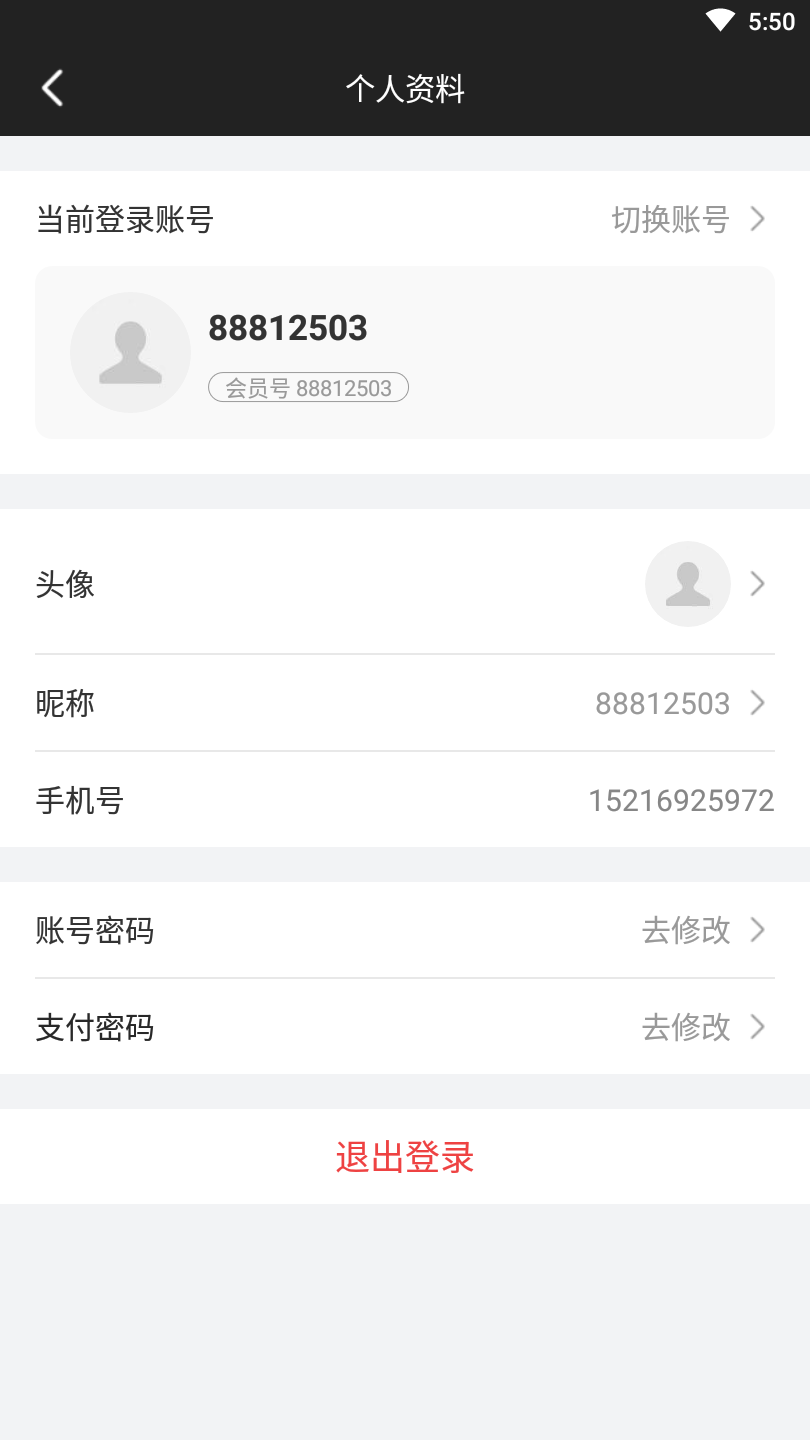 5:50
个人资料
当前登录账号 切换账号
88812503
会员号 88812503
头像
昵称 88812503
手机号 15216925972
账号密码 去修改
支付密码 去修改
退出登录